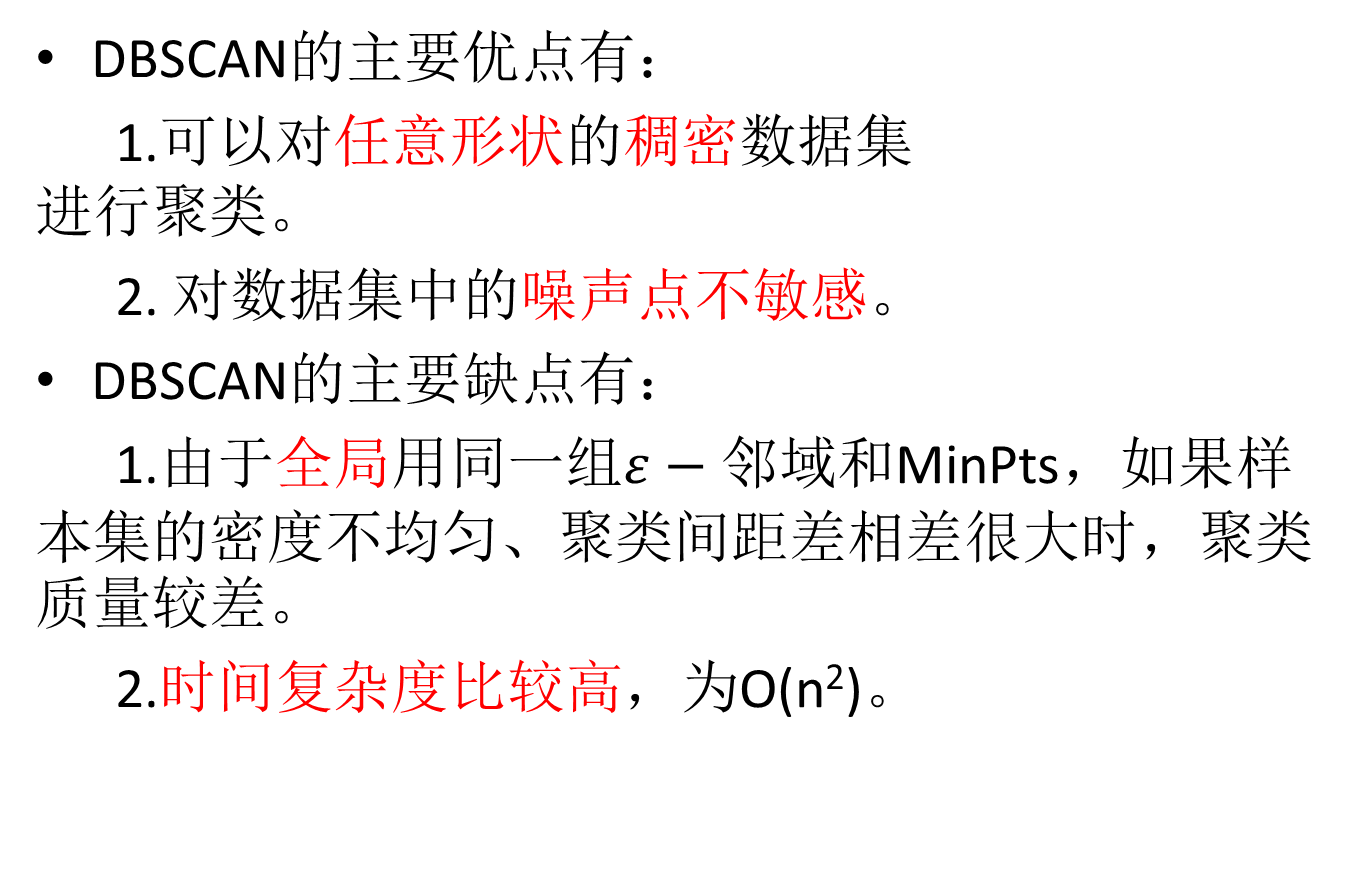 • DBSCAN的主要优点有：
1.可以对任意形状的稠密数据集
进行聚类。
2. 对数据集中的噪声点不敏感。
• DBSCAN的主要缺点有：
1.由于全局用同一组ε − 邻域和MinPts，如果样
本集的密度不均匀、聚类间距差相差很大时，聚类
质量较差。
2.时间复杂度比较高，为O(n²)。